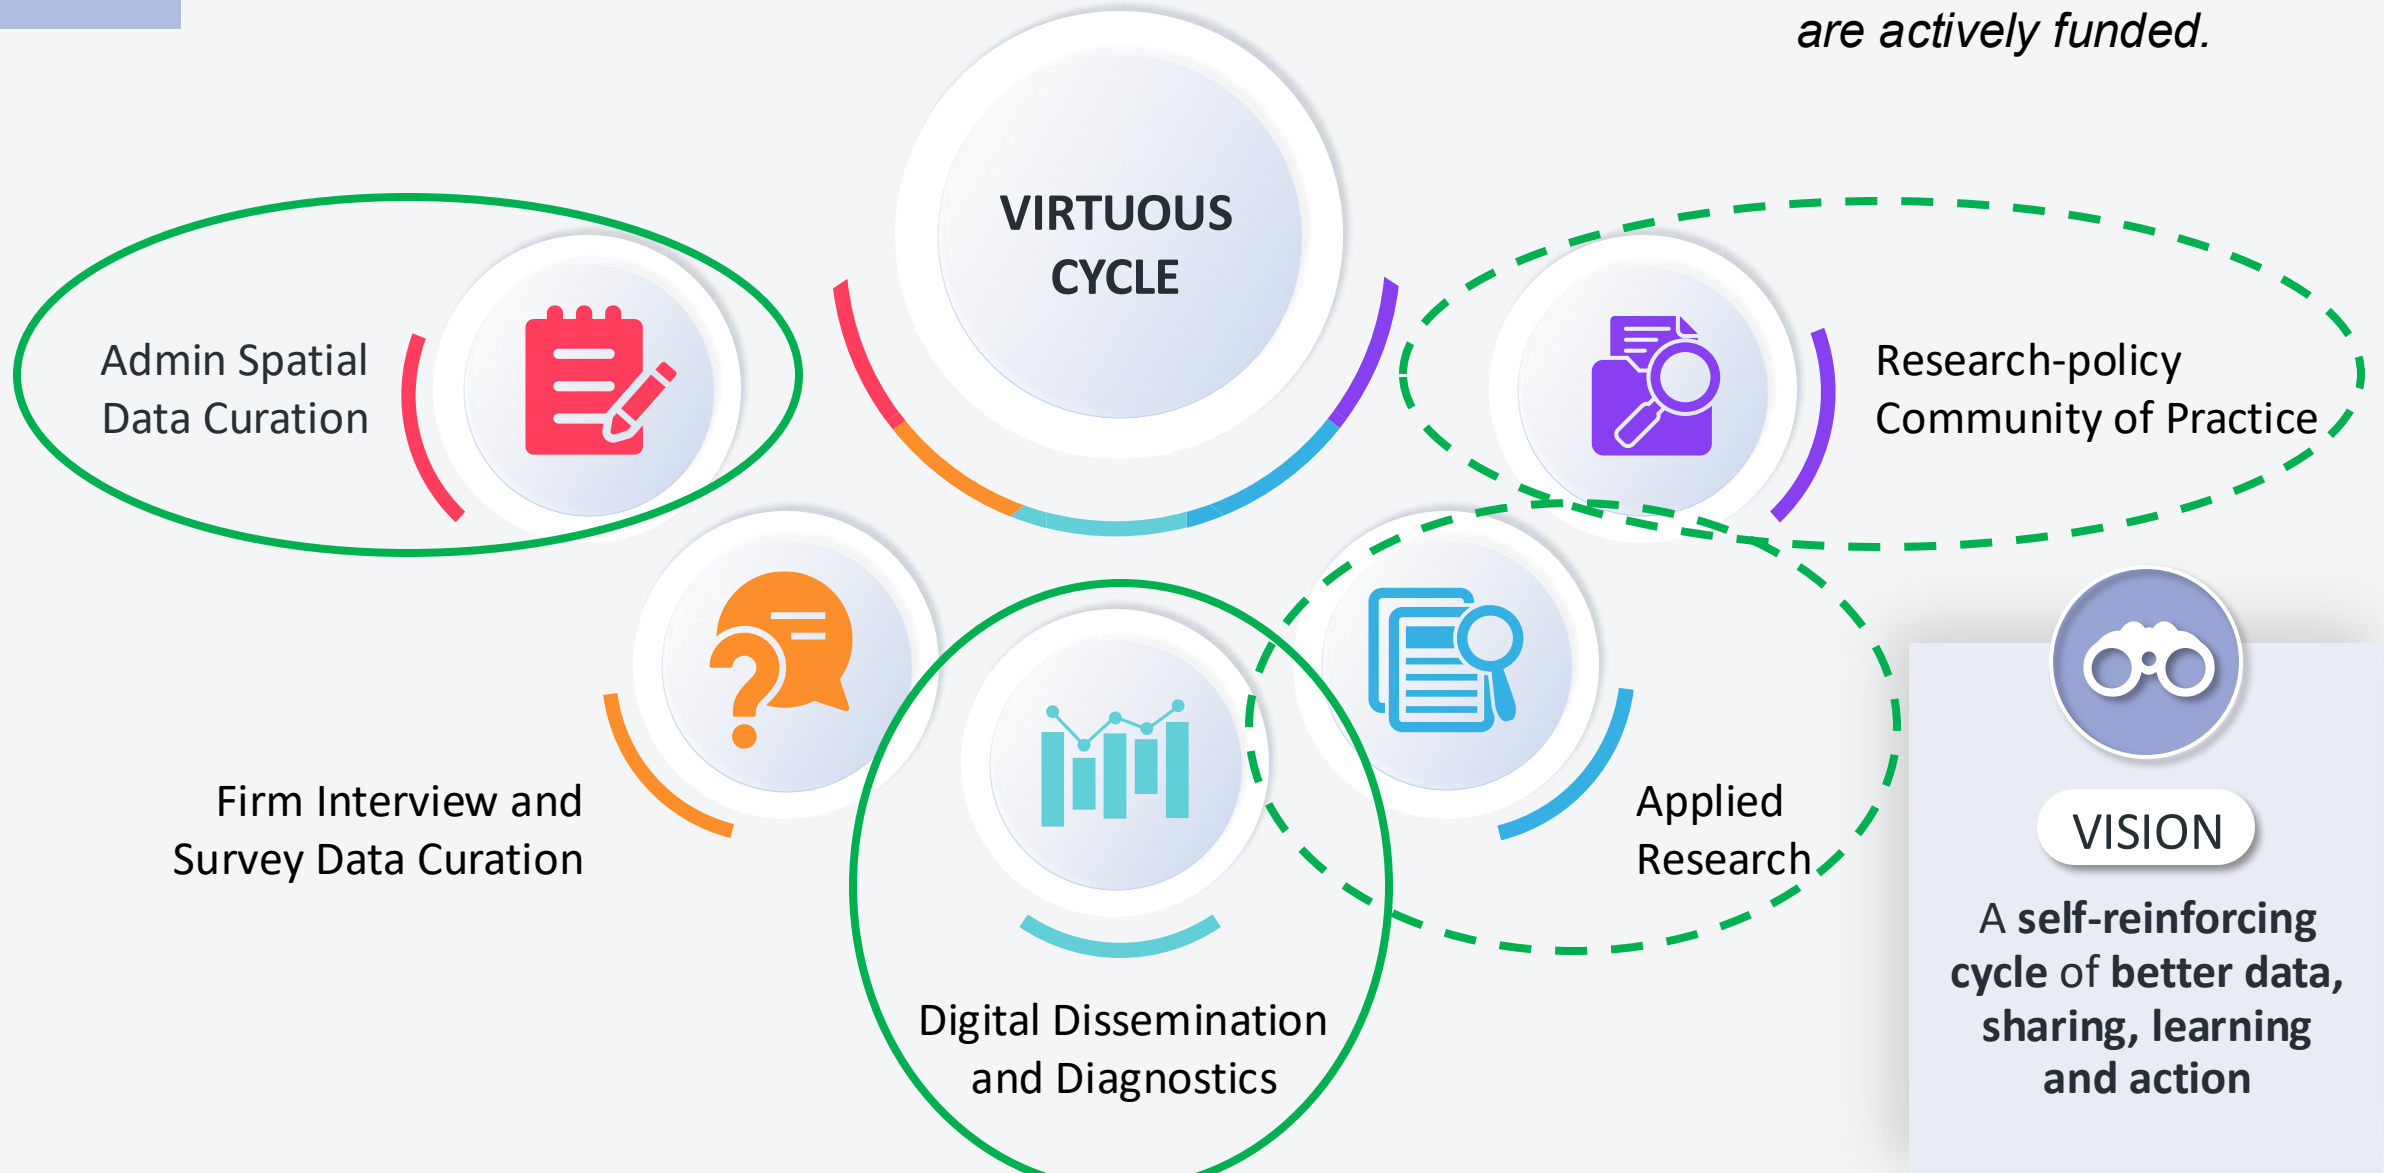 are actively funded.
VIRTUOUS
CYCLE
Admin Spatial
Data Curation
Research-policy
Community of Practice
Firm Interview and
Survey Data Curation
Applied
Research
Digital Dissemination
and Diagnostics
VISION
A self-reinforcing
cycle of better data,
sharing, learning
and action